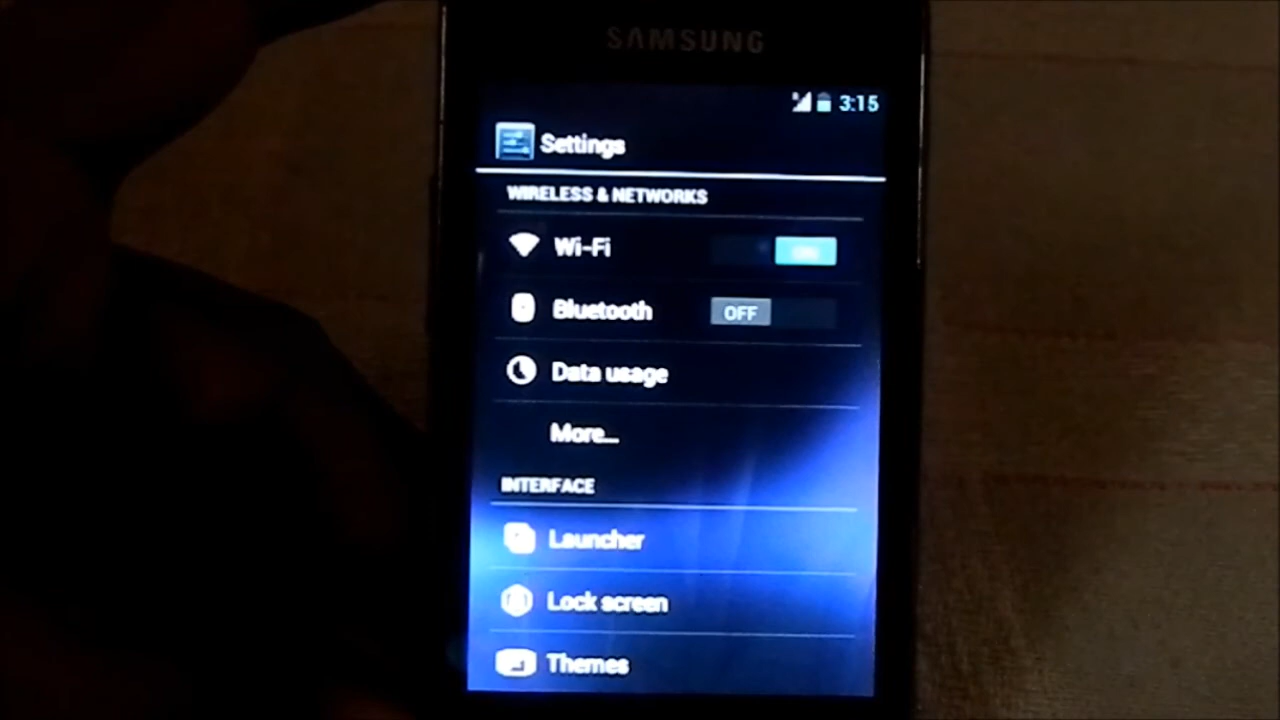 SAMSUNG
3:15
Settings
WIRELESS & NETWORKS
Wi-Fi
Bluetooth OFF
Data usage
More...
INTERFACE
Launcher
Lock screen
Themes